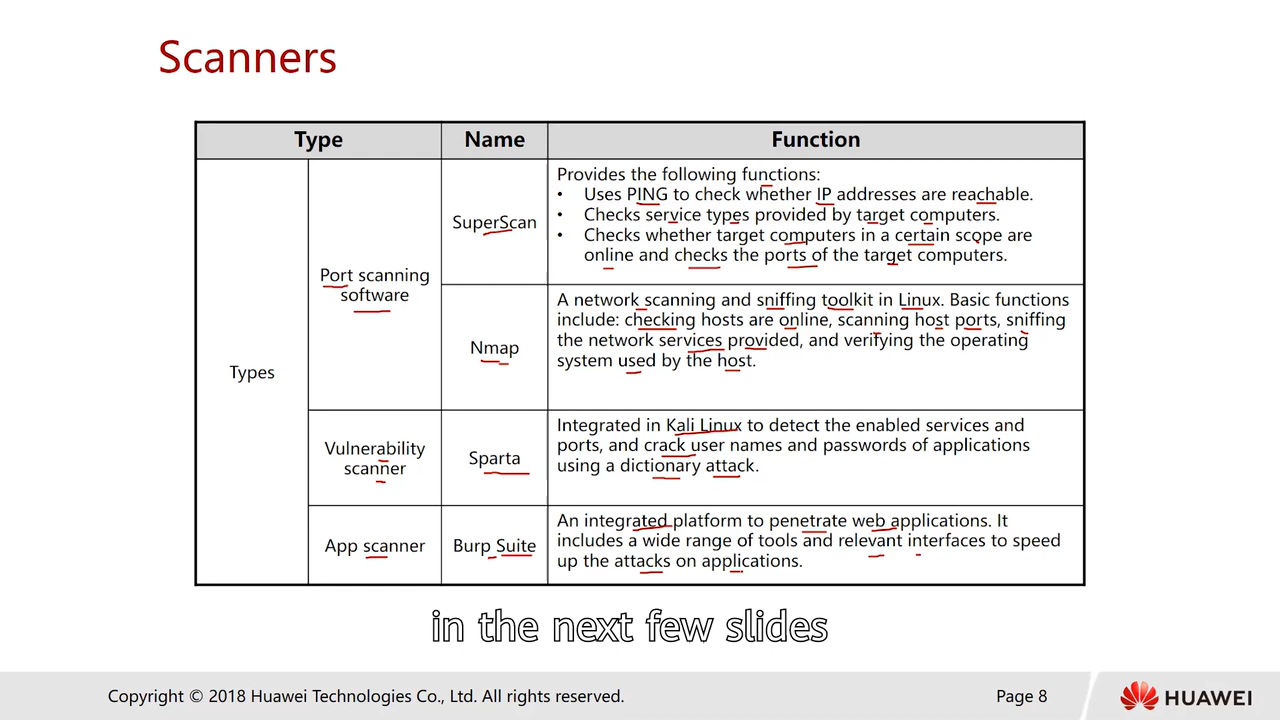 Scanners
Type
Name
Function
Types
Port scanning
software
SuperScan
Provides the following functions:
• Uses PING to check whether IP addresses are reachable.
• Checks service types provided by target computers.
• Checks whether target computers in a certain scope are
online and checks the ports of the target computers.
Nmap
A network scanning and sniffing toolkit in Linux. Basic functions
include: checking hosts are online, scanning host ports, sniffing
the network services provided, and verifying the operating
system used by the host.
Vulnerability
scanner
Sparta
Integrated in Kali Linux to detect the enabled services and
ports, and crack user names and passwords of applications
using a dictionary attack.
App scanner
Burp Suite
An integrated platform to penetrate web applications. It
includes a wide range of tools and relevant interfaces to speed
up the attacks on applications.
in the next few slides
Copyright © 2018 Huawei Technologies Co., Ltd. All rights reserved.
Page 8
HUAWEI